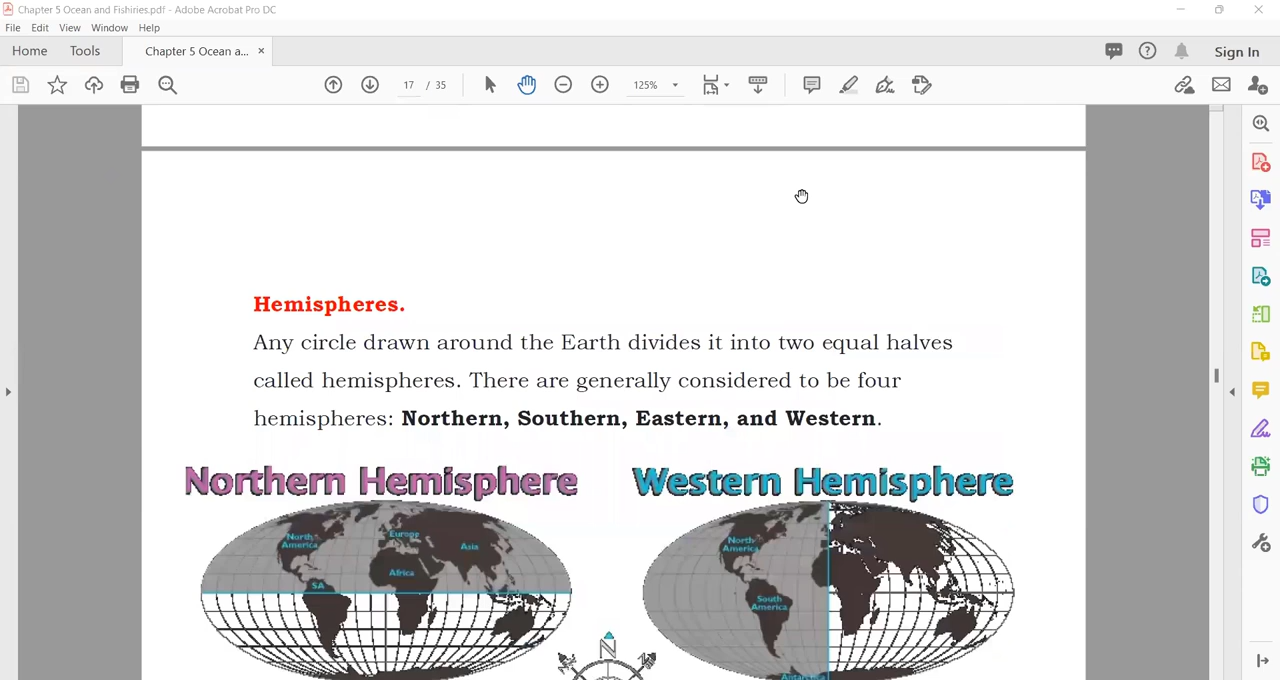 Chapter 5 Ocean and Fishiries.pdf - Adobe Acrobat Pro DC
File Edit View Window Help
Home Tools Chapter 5 Ocean a... × Sign In
17 / 35 125%
Hemispheres.
Any circle drawn around the Earth divides it into two equal halves
called hemispheres. There are generally considered to be four
hemispheres: Northern, Southern, Eastern, and Western.
Northern Hemisphere Western Hemisphere
North America Europe Asia Africa SA
North America South America Antarctica
N